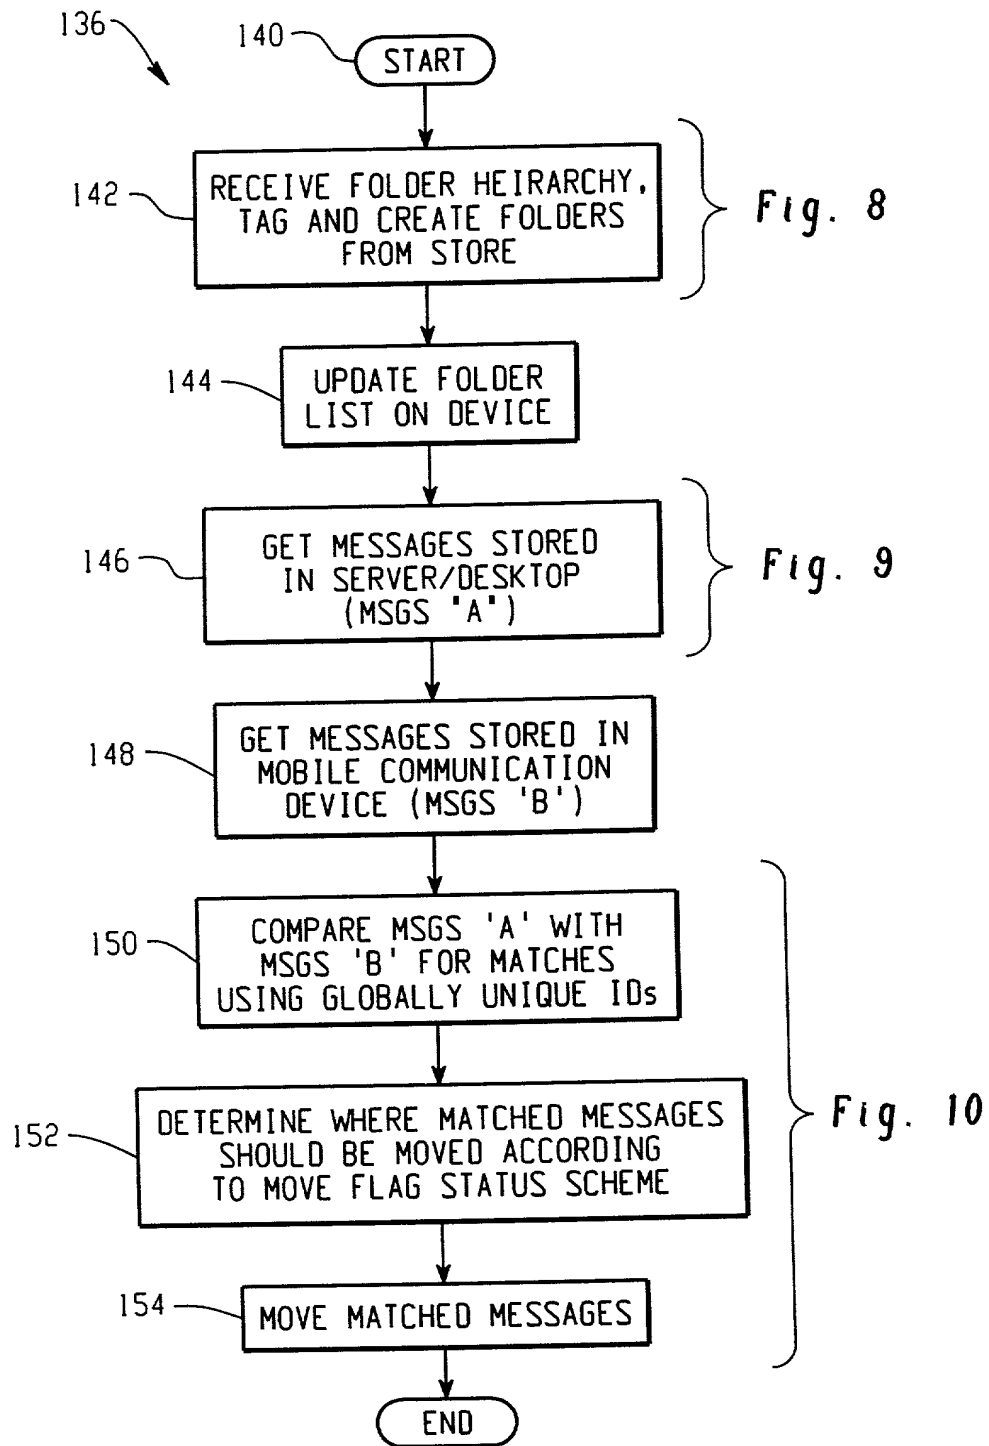 136
140
START
142
RECEIVE FOLDER HEIRARCHY,
TAG AND CREATE FOLDERS
FROM STORE
Fig. 8
144
UPDATE FOLDER
LIST ON DEVICE
146
GET MESSAGES STORED
IN SERVER/DESKTOP
(MSGS "A")
Fig. 9
148
GET MESSAGES STORED IN
MOBILE COMMUNICATION
DEVICE (MSGS 'B')
150
COMPARE MSGS 'A' WITH
MSGS 'B' FOR MATCHES
USING GLOBALLY UNIQUE IDs
152
DETERMINE WHERE MATCHED MESSAGES
SHOULD BE MOVED ACCORDING
TO MOVE FLAG STATUS SCHEME
Fig. 10
154
MOVE MATCHED MESSAGES
END